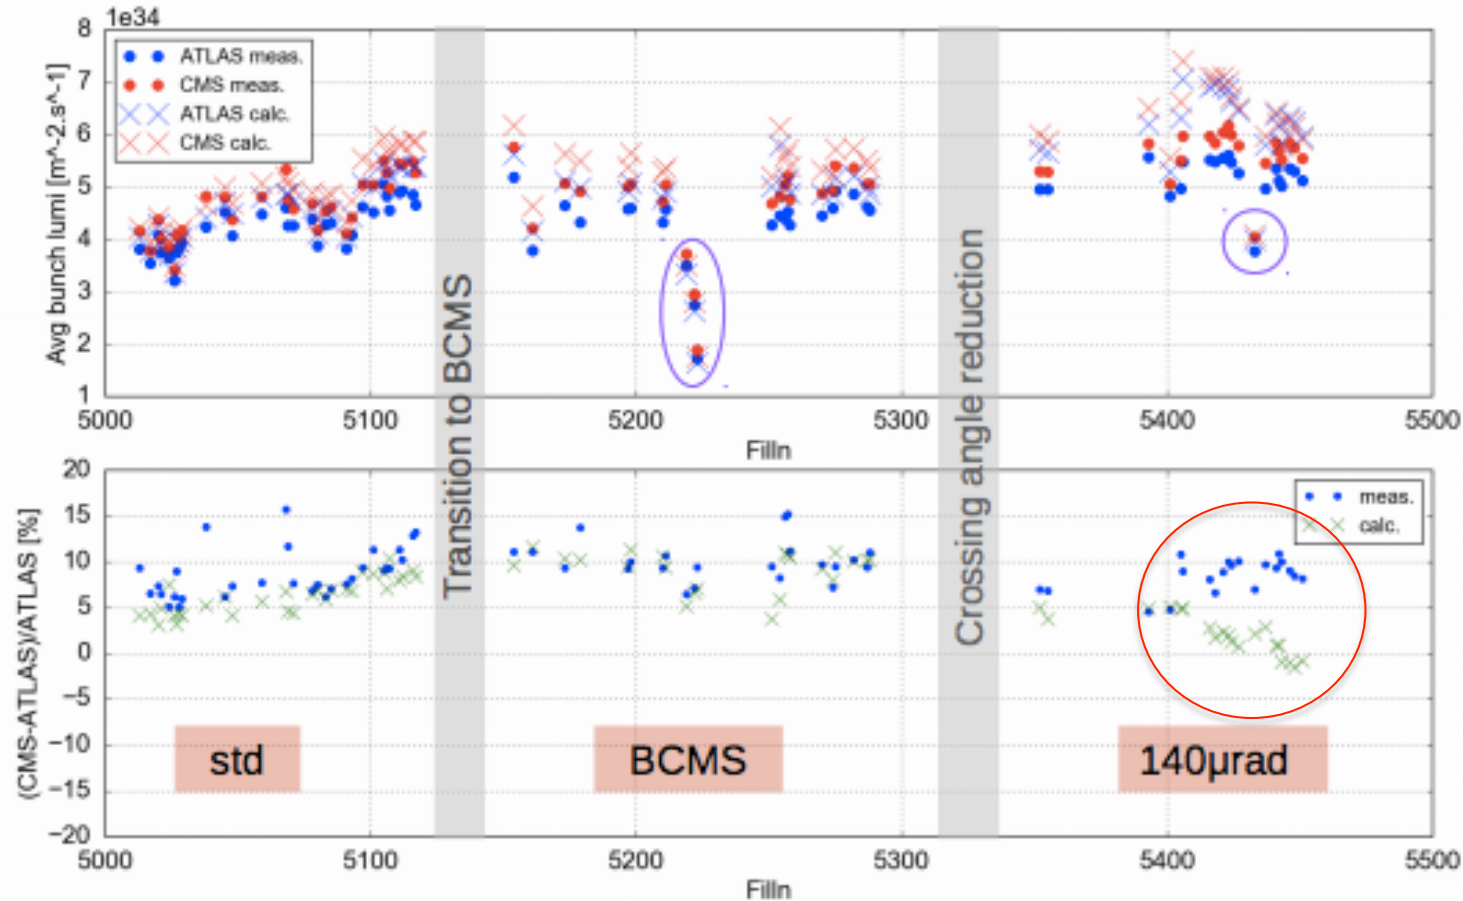 1e34
8
7
6
5
4
3
2
1
Avg bunch lumi [m^-2.s^-1]
ATLAS meas.
CMS meas.
ATLAS calc.
CMS calc.
5000 5100 5200 5300 5400 5500
Filln
Transition to BCMS
Crossing angle reduction
20
15
10
5
0
−5
−10
−15
−20
(CMS-ATLAS)/ATLAS [%]
meas.
calc.
std
BCMS
140μrad
5000 5100 5200 5300 5400 5500
Filln